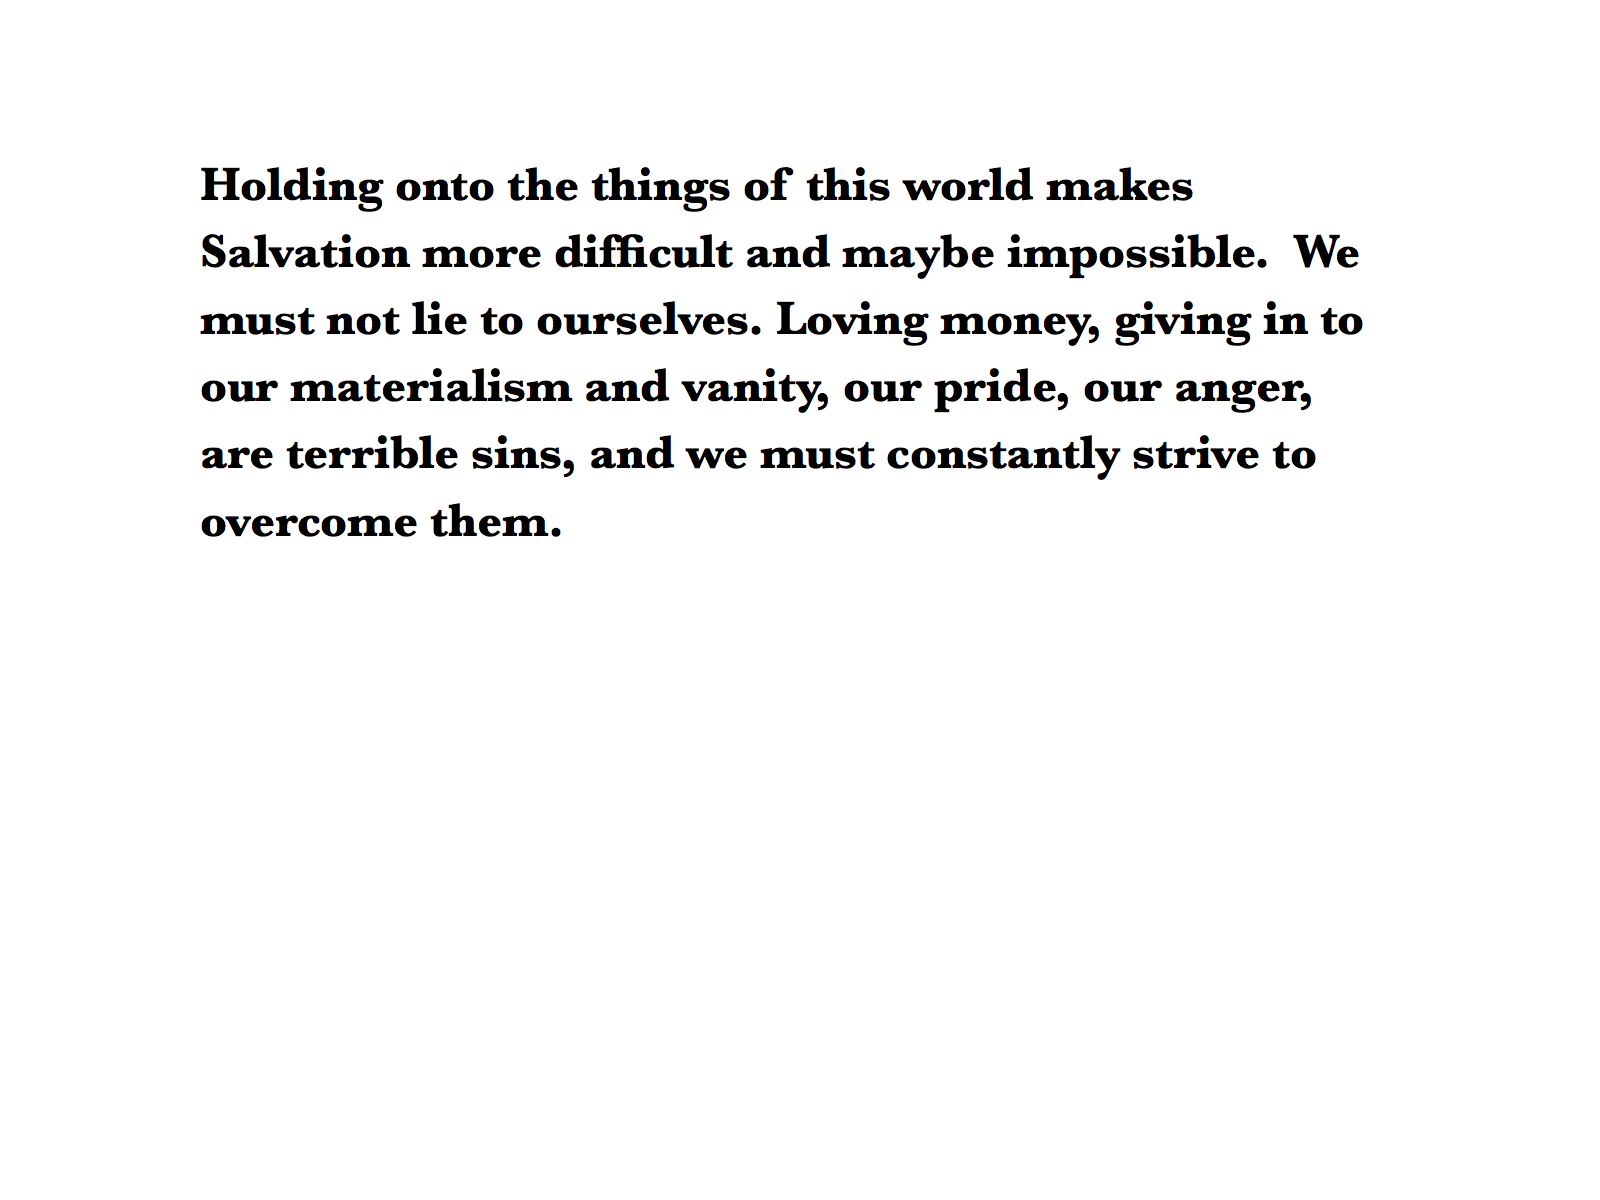 Holding onto the things of this world makes
Salvation more difficult and maybe impossible.  We
must not lie to ourselves. Loving money, giving in to
our materialism and vanity, our pride, our anger,
are terrible sins, and we must constantly strive to
overcome them.